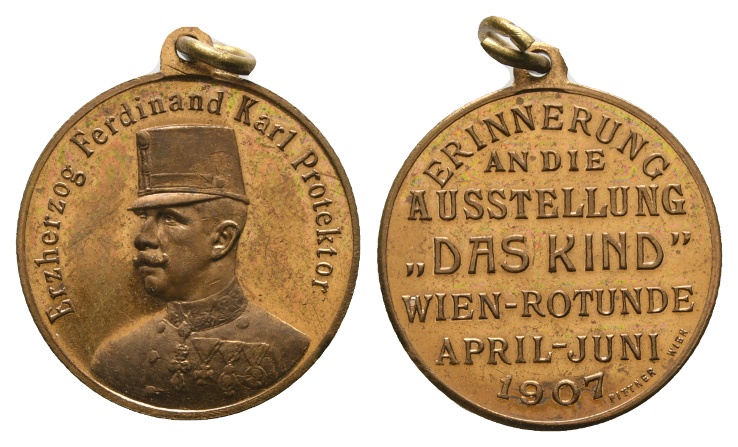 Erzherzog Ferdinand Karl Protektor
ERINNERUNG
AN DIE
AUSSTELLUNG
„DAS KIND”
WIEN-ROTUNDE
APRIL-JUNI
1907
PITTNER WIEN